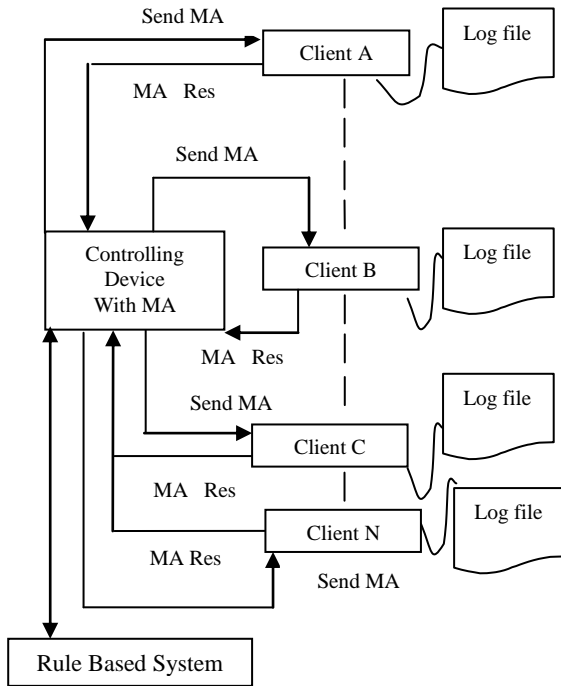 Send MA
Client A
Log file
MA Res
Send MA
Controlling
Device
With MA
Client B
Log file
MA Res
Send MA
Client C
Log file
MA Res
Client N
Log file
MA Res
Send MA
Rule Based System